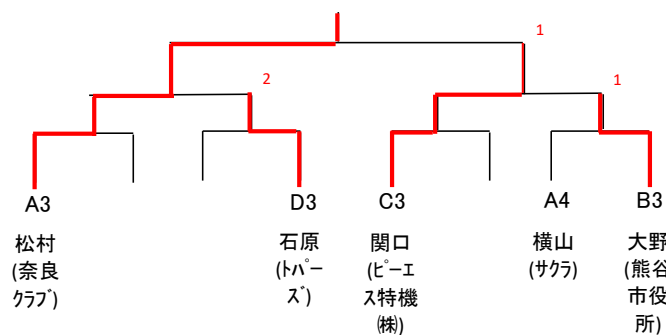 1
2
1
A3
D3
C3
A4
B3
松村
(奈良
クラブ)
石原
(トパー
ズ)
関口
(ピーエ
ス特機
㈱)
横山
(サクラ)
大野
(熊谷
市役
所)